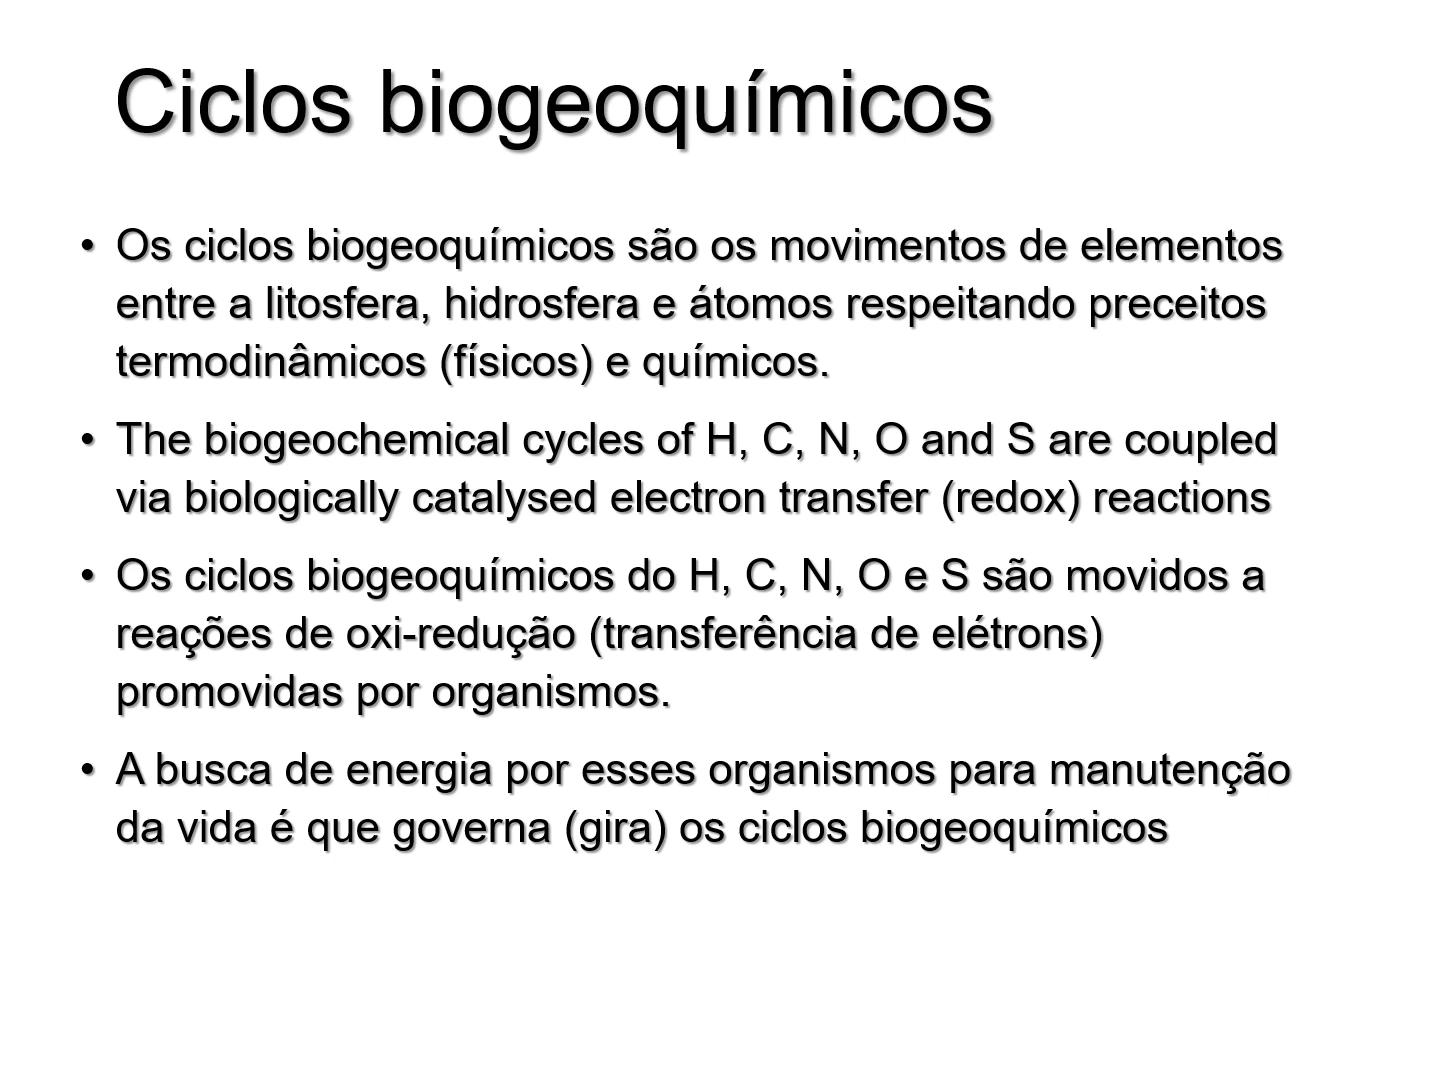 Ciclos biogeoquímicos
• Os ciclos biogeoquímicos são os movimentos de elementos
entre a litosfera, hidrosfera e átomos respeitando preceitos
termodinâmicos (físicos) e químicos.
• The biogeochemical cycles of H, C, N, O and S are coupled
via biologically catalysed electron transfer (redox) reactions
• Os ciclos biogeoquímicos do H, C, N, O e S são movidos a
reações de oxi-redução (transferência de elétrons)
promovidas por organismos.
• A busca de energia por esses organismos para manutenção
da vida é que governa (gira) os ciclos biogeoquímicos